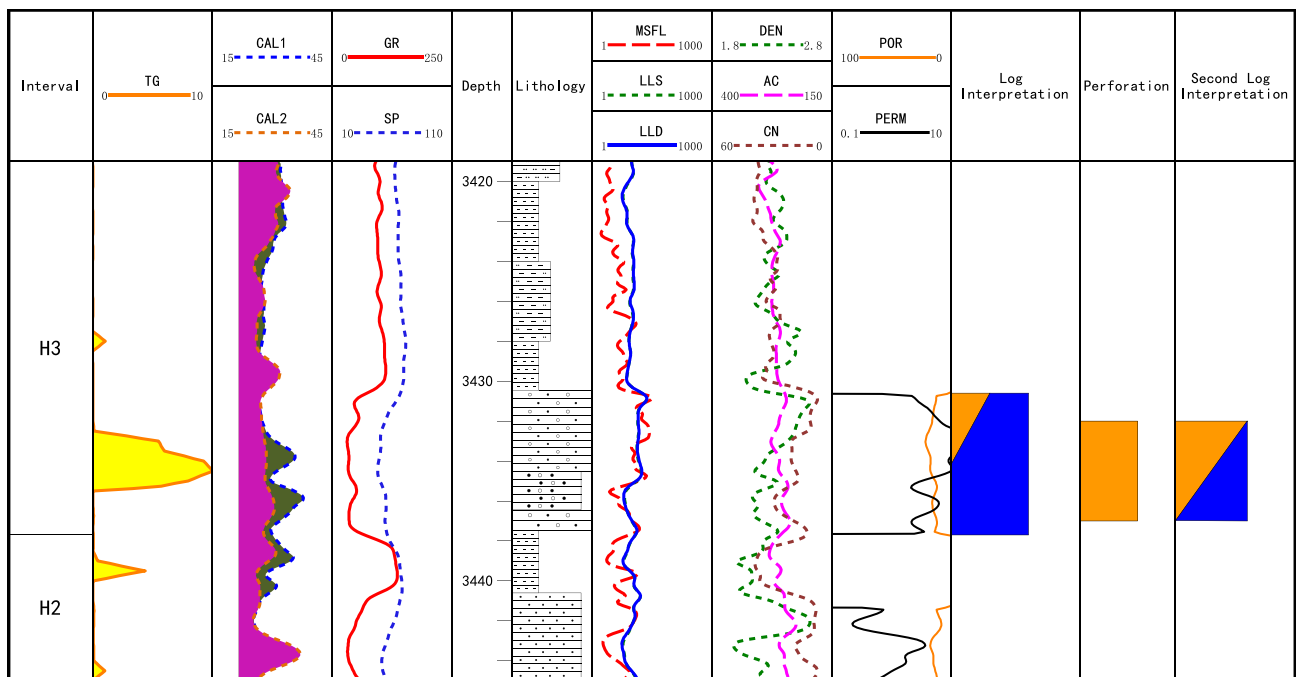 Interval
TG
0 10
CAL1
15 45
CAL2
15 45
GR
0 250
SP
10 110
Depth
Lithology
MSFL
1 1000
LLS
1 1000
LLD
1 1000
DEN
1.8 2.8
AC
400 150
CN
60 0
POR
100 0
PERM
0.1 10
Log
Interpretation
Perforation
Second Log
Interpretation
H3
H2
3420
3430
3440